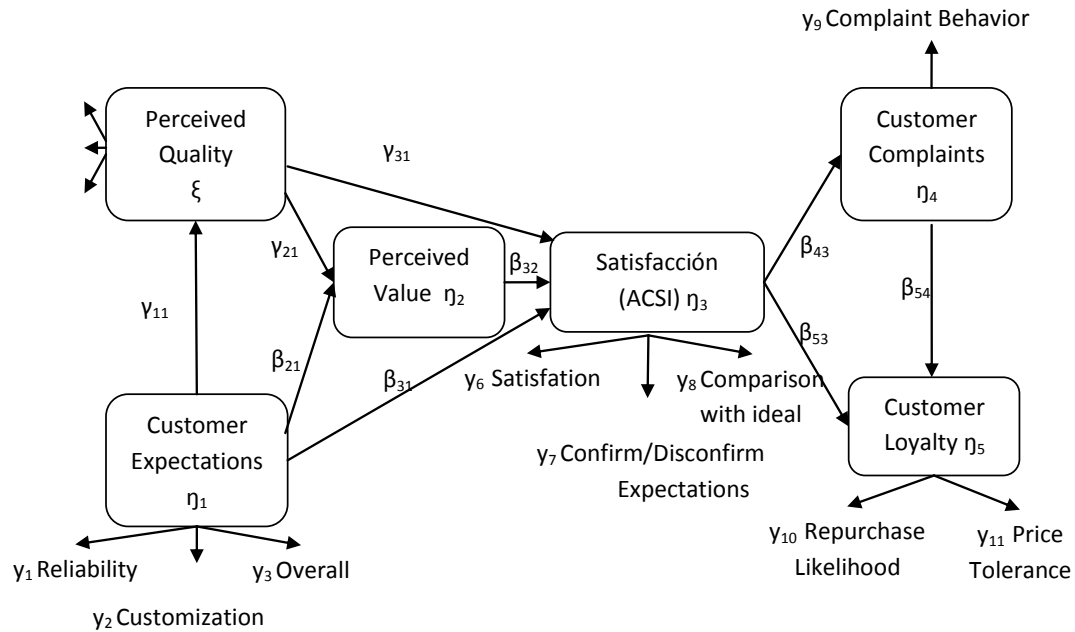 y₉ Complaint Behavior
Perceived
Quality
ξ
γ₃₁
Customer
Complaints
η₄
γ₂₁
Perceived
Value η₂
β₃₂
Satisfacción
(ACSI) η₃
β₄₃
β₅₄
γ₁₁
β₂₁
β₃₁
β₅₃
y₆ Satisfation
y₈ Comparison
with ideal
y₇ Confirm/Disconfirm
Expectations
Customer
Expectations
η₁
Customer
Loyalty η₅
y₁ Reliability
y₃ Overall
y₂ Customization
y₁₀ Repurchase
Likelihood
y₁₁ Price
Tolerance